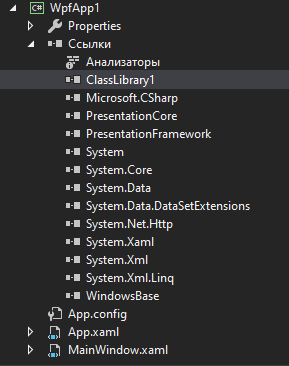 C# WpfApp1
Properties
Ссылки
Анализаторы
ClassLibrary1
Microsoft.CSharp
PresentationCore
PresentationFramework
System
System.Core
System.Data
System.Data.DataSetExtensions
System.Net.Http
System.Xaml
System.Xml
System.Xml.Linq
WindowsBase
App.config
App.xaml
MainWindow.xaml